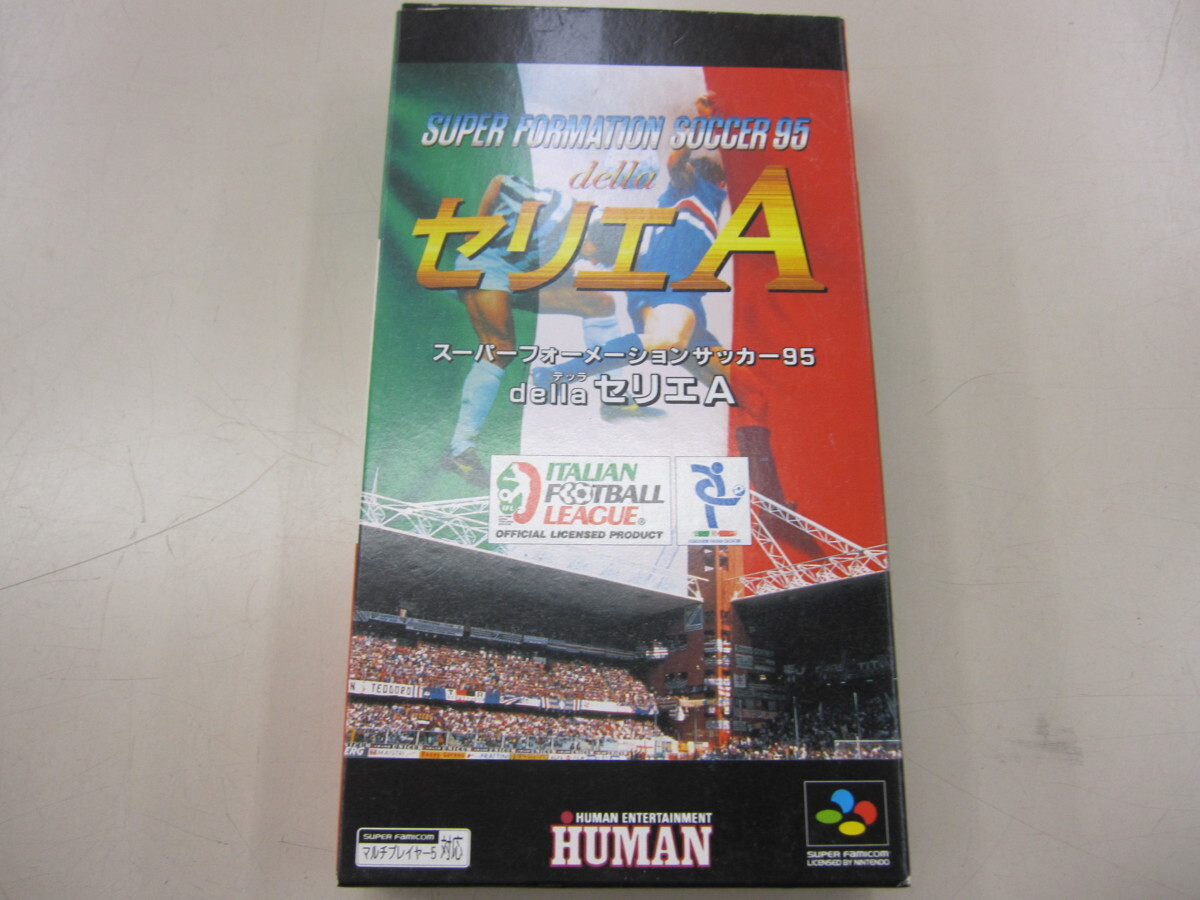 SUPER FORMATION SOCCER 95
della
セリエA
スーパーフォーメーションサッカー95
デッラ
della セリエA
ITALIAN
FOOTBALL
LEAGUE®
OFFICIAL LICENSED PRODUCT
TEODORO
ERG
HUMAN ENTERTAINMENT
HUMAN
SUPER FAMICOM
マルチプレイヤー5 対応
SUPER FAMICOM
LICENSED BY NINTENDO